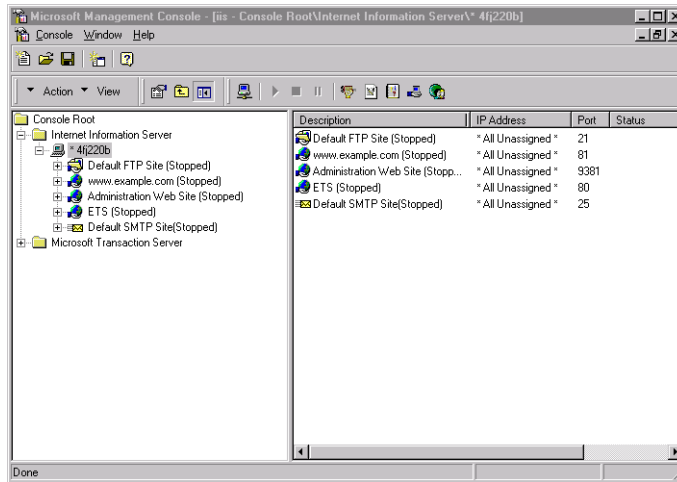 Microsoft Management Console - [iis - Console Root\Internet Information Server\* 4fj220b]
Console Window Help
Action View
Console Root
Internet Information Server
* 4fj220b
Default FTP Site (Stopped)
www.example.com (Stopped)
Administration Web Site (Stopped)
ETS (Stopped)
Default SMTP Site(Stopped)
Microsoft Transaction Server
Description IP Address Port Status
Default FTP Site (Stopped) * All Unassigned * 21
www.example.com (Stopped) * All Unassigned * 81
Administration Web Site (Stopp... * All Unassigned * 9381
ETS (Stopped) * All Unassigned * 80
Default SMTP Site(Stopped) * All Unassigned * 25
Done